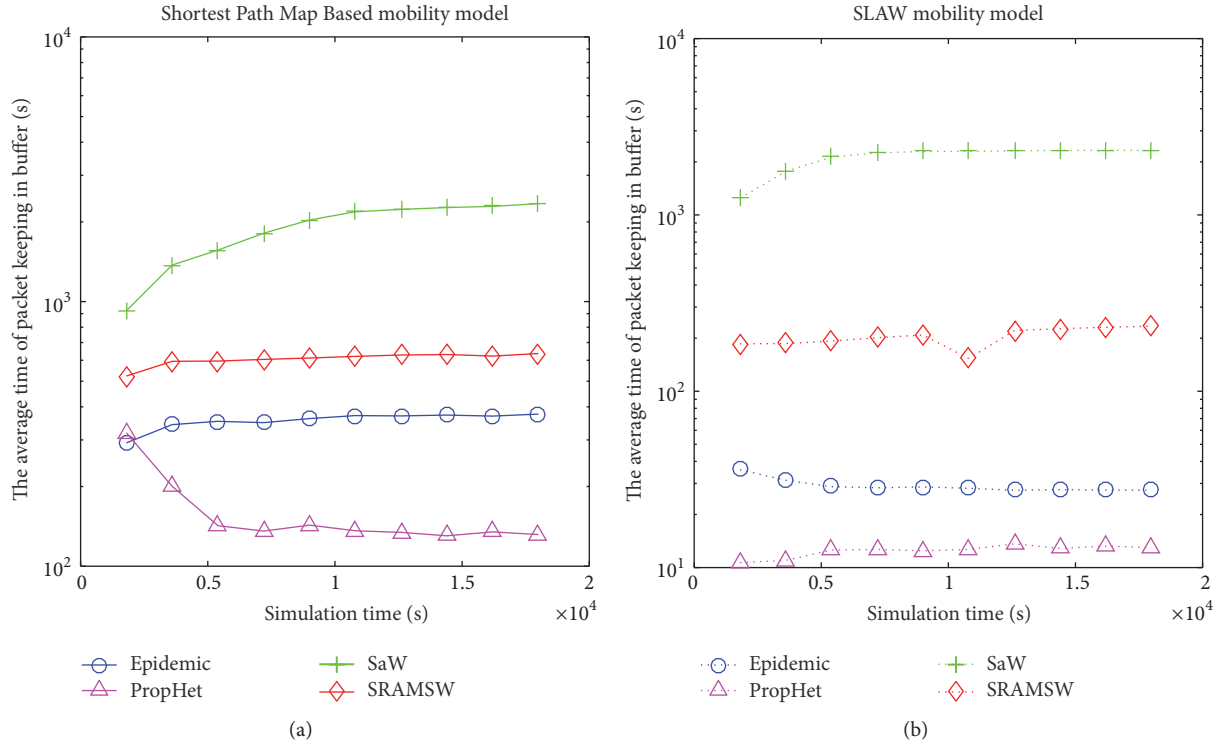 Shortest Path Map Based mobility model
The average time of packet keeping in buffer (s)
10^4
10^3
10^2
0 0.5 1 1.5 2
Simulation time (s) ×10^4
Epidemic SaW
PropHet SRAMSW
(a)
SLAW mobility model
The average time of packet keeping in buffer (s)
10^4
10^3
10^2
10^1
0 0.5 1 1.5 2
Simulation time (s) ×10^4
Epidemic SaW
PropHet SRAMSW
(b)